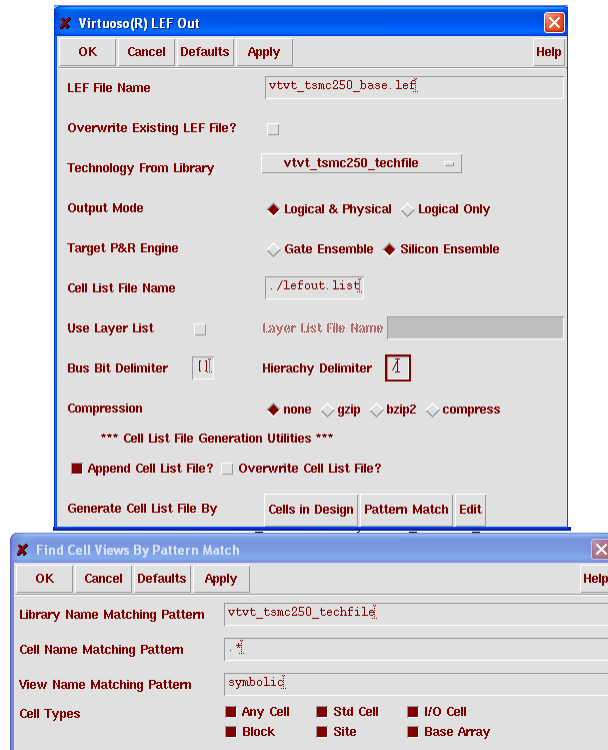 Virtuoso(R) LEF Out
OK Cancel Defaults Apply Help
LEF File Name vtvt_tsmc250_base.lef
Overwrite Existing LEF File?
Technology From Library vtvt_tsmc250_techfile
Output Mode Logical & Physical Logical Only
Target P&R Engine Gate Ensemble Silicon Ensemble
Cell List File Name ./lefout.list
Use Layer List Layer List File Name
Bus Bit Delimiter [] Hierachy Delimiter /
Compression none gzip bzip2 compress
*** Cell List File Generation Utilities ***
Append Cell List File? Overwrite Cell List File?
Generate Cell List File By Cells in Design Pattern Match Edit
Find Cell Views By Pattern Match
OK Cancel Defaults Apply Help
Library Name Matching Pattern vtvt_tsmc250_techfile
Cell Name Matching Pattern .*
View Name Matching Pattern symbolic
Cell Types Any Cell Std Cell I/O Cell
Block Site Base Array